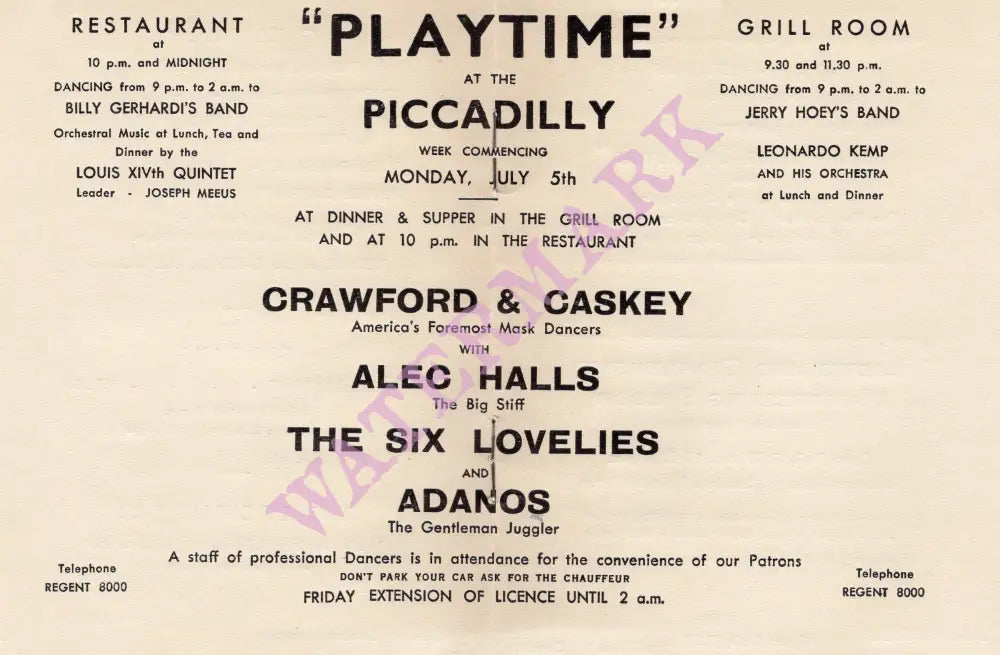 RESTAURANT
at
10 p.m. and MIDNIGHT
DANCING from 9 p.m. to 2 a.m. to
BILLY GERHARDI'S BAND
Orchestral Music at Lunch, Tea and
Dinner by the
LOUIS XIVth QUINTET
Leader - JOSEPH MEEUS
"PLAYTIME"
AT THE
PICCADILLY
WEEK COMMENCING
MONDAY, JULY 5th
GRILL ROOM
at
9.30 and 11.30 p.m.
DANCING from 9 p.m. to 2 a.m. to
JERRY HOEY'S BAND
LEONARDO KEMP
AND HIS ORCHESTRA
at Lunch and Dinner
AT DINNER & SUPPER IN THE GRILL ROOM
AND AT 10 p.m. IN THE RESTAURANT
CRAWFORD & CASKEY
America's Foremost Mask Dancers
WITH
ALEC HALLS
The Big Stiff
THE SIX LOVELIES
AND
ADANOS
The Gentleman Juggler
A staff of professional Dancers is in attendance for the convenience of our Patrons
DON'T PARK YOUR CAR ASK FOR THE CHAUFFEUR
FRIDAY EXTENSION OF LICENCE UNTIL 2 a.m.
Telephone
REGENT 8000
Telephone
REGENT 8000
WATERMARK